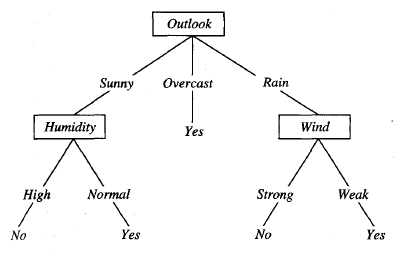 Outlook
Sunny Overcast Rain
Humidity Yes Wind
High Normal Strong Weak
No Yes No Yes